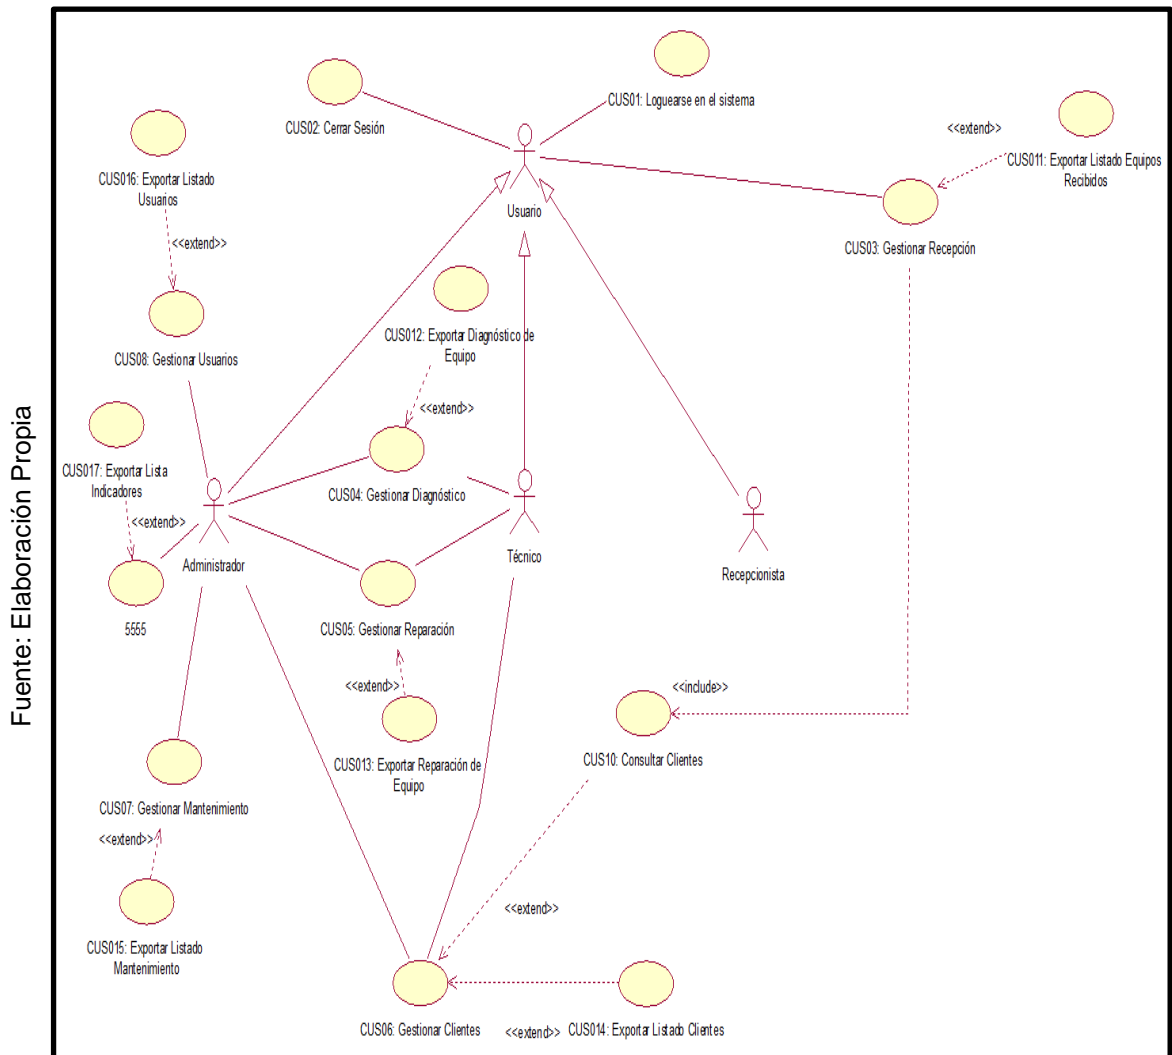 CUS02: Cerrar Sesión
CUS01: Loguearse en el sistema
<<extend>>
CUS011: Exportar Listado Equipos
Recibidos
CUS016: Exportar Listado
Usuarios
Usuario
<<extend>>
CUS03: Gestionar Recepción
CUS012: Exportar Diagnóstico de
Equipo
CUS08: Gestionar Usuarios
<<extend>>
CUS017: Exportar Lista
Indicadores
CUS04: Gestionar Diagnóstico
<<extend>>
Administrador
Técnico
Recepcionista
5555
CUS05: Gestionar Reparación
<<extend>>
<<include>>
CUS013: Exportar Reparación de
Equipo
CUS10: Consultar Clientes
CUS07: Gestionar Mantenimiento
<<extend>>
<<extend>>
CUS015: Exportar Listado
Mantenimiento
CUS06: Gestionar Clientes
<<extend>>
CUS014: Exportar Listado Clientes
Fuente: Elaboración Propia